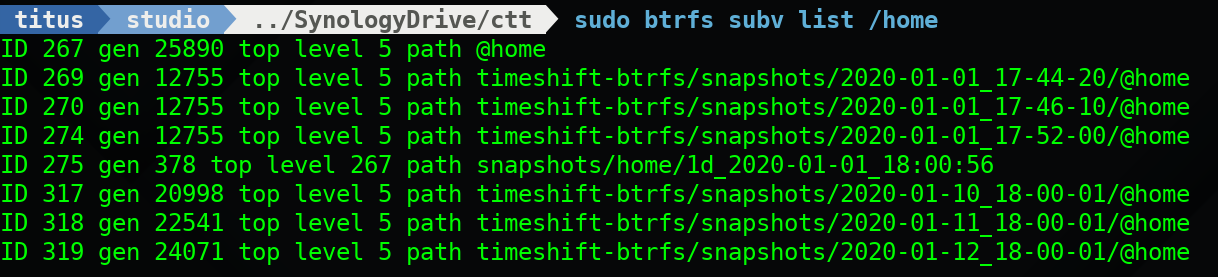 titus studio ../SynologyDrive/ctt sudo btrfs subv list /home
ID 267 gen 25890 top level 5 path @home
ID 269 gen 12755 top level 5 path timeshift-btrfs/snapshots/2020-01-01_17-44-20/@home
ID 270 gen 12755 top level 5 path timeshift-btrfs/snapshots/2020-01-01_17-46-10/@home
ID 274 gen 12755 top level 5 path timeshift-btrfs/snapshots/2020-01-01_17-52-00/@home
ID 275 gen 378 top level 267 path snapshots/home/1d_2020-01-01_18:00:56
ID 317 gen 20998 top level 5 path timeshift-btrfs/snapshots/2020-01-10_18-00-01/@home
ID 318 gen 22541 top level 5 path timeshift-btrfs/snapshots/2020-01-11_18-00-01/@home
ID 319 gen 24071 top level 5 path timeshift-btrfs/snapshots/2020-01-12_18-00-01/@home